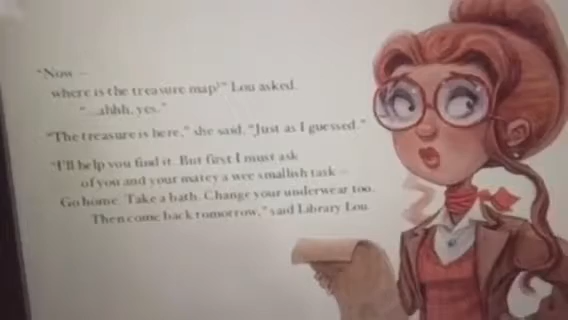 "Now –
where is the treasure map?" Lou asked.
"...ahhh, yes."
"The treasure is here," she said. "Just as I guessed."
"I'll help you find it. But first I must ask
of you and your matey a wee smallish task –
Go home. Take a bath. Change your underwear too.
Then come back tomorrow," said Library Lou.